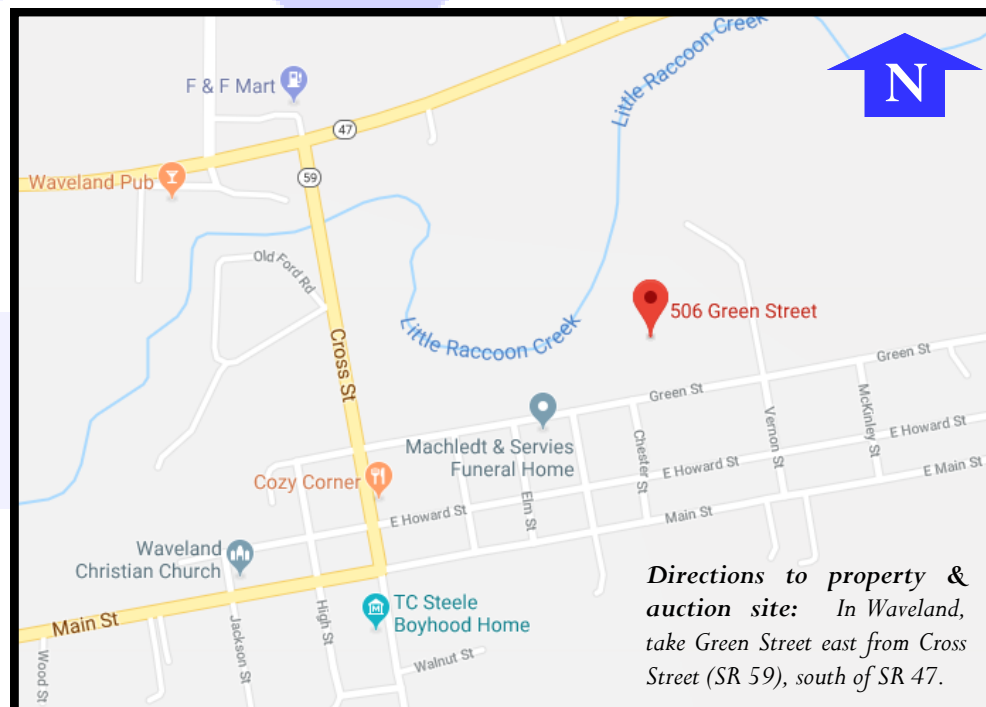 N
Little Raccoon Creek
F & F Mart
47
59
Waveland Pub
Old Ford Rd
Cross St
Little Raccoon Creek
506 Green Street
Green St
Green St
McKinley St
Vernon St
Chester St
E Howard St
E Howard St
E Main St
Machledt & Servies
Funeral Home
Elm St
Cozy Corner
E Howard St
Main St
Waveland
Christian Church
Main St
High St
Jackson St
Wood St
TC Steele
Boyhood Home
Walnut St
Directions to property &
auction site: In Waveland,
take Green Street east from Cross
Street (SR 59), south of SR 47.